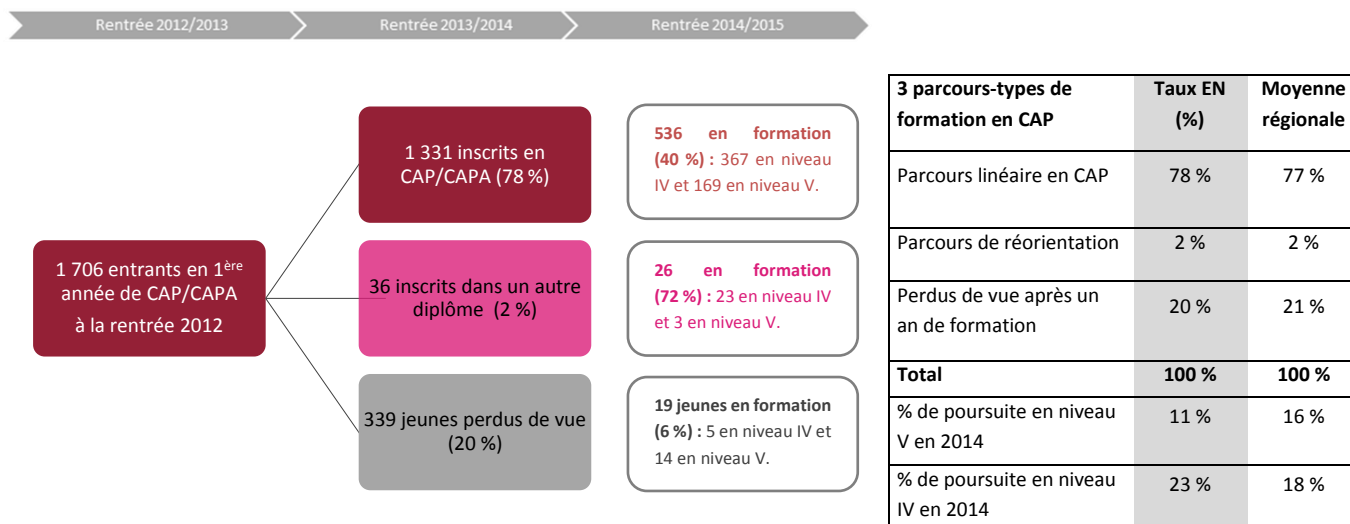 Rentrée 2012/2013
Rentrée 2013/2014
Rentrée 2014/2015
1 706 entrants en 1ère
année de CAP/CAPA
à la rentrée 2012
1 331 inscrits en
CAP/CAPA (78 %)
536 en formation
(40 %) : 367 en niveau
IV et 169 en niveau V.
36 inscrits dans un autre
diplôme (2 %)
26 en formation
(72 %) : 23 en niveau IV
et 3 en niveau V.
339 jeunes perdus de vue
(20 %)
19 jeunes en formation
(6 %) : 5 en niveau IV et
14 en niveau V.
3 parcours-types de
formation en CAP
Taux EN
(%)
Moyenne
régionale
Parcours linéaire en CAP
78 %
77 %
Parcours de réorientation
2 %
2 %
Perdus de vue après un
an de formation
20 %
21 %
Total
100 %
100 %
% de poursuite en niveau
V en 2014
11 %
16 %
% de poursuite en niveau
IV en 2014
23 %
18 %